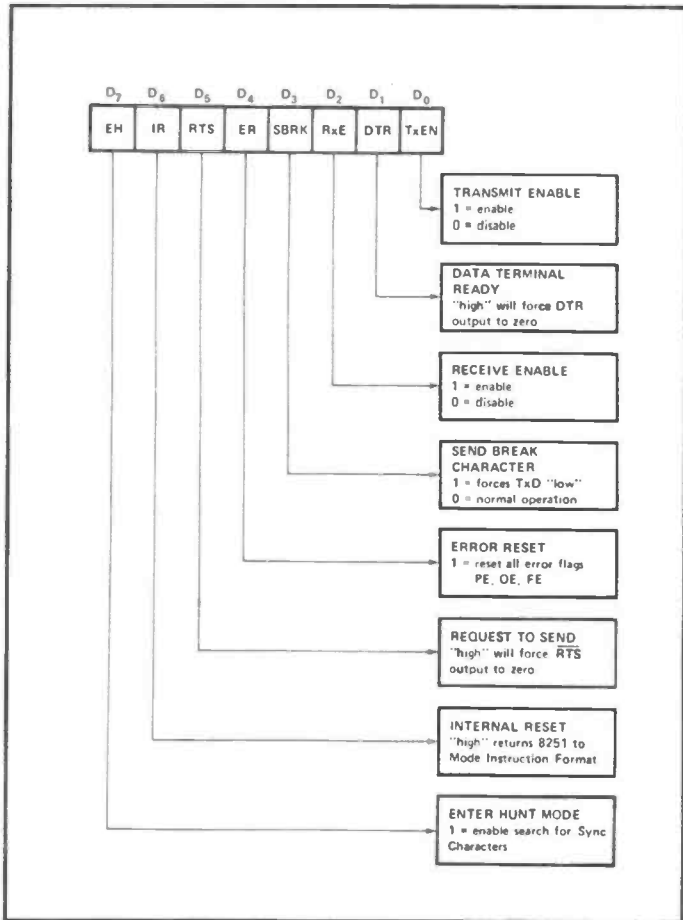 D7 D6 D5 D4 D3 D2 D1 D0
EH IR RTS ER SBRK RxE DTR TxEN
TRANSMIT ENABLE
1 = enable
0 = disable
DATA TERMINAL
READY
"high" will force DTR
output to zero
RECEIVE ENABLE
1 = enable
0 = disable
SEND BREAK
CHARACTER
1 = forces TxD "low"
0 = normal operation
ERROR RESET
1 = reset all error flags
PE, OE, FE
REQUEST TO SEND
"high" will force R̅T̅S̅
output to zero
INTERNAL RESET
"high" returns 8251 to
Mode Instruction Format
ENTER HUNT MODE
1 = enable search for Sync
Characters